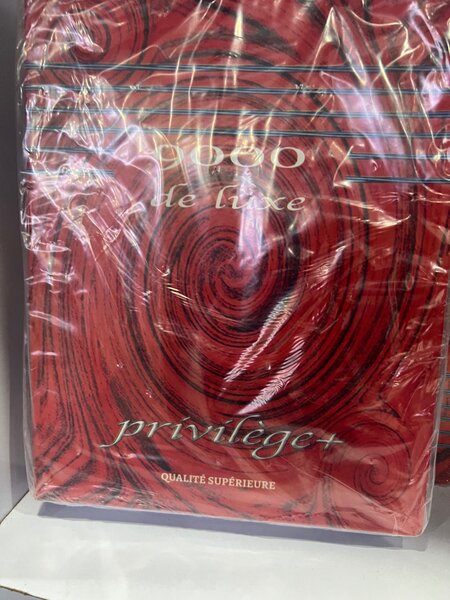 de luxe
privilège+
QUALITÉ SUPÉRIEURE